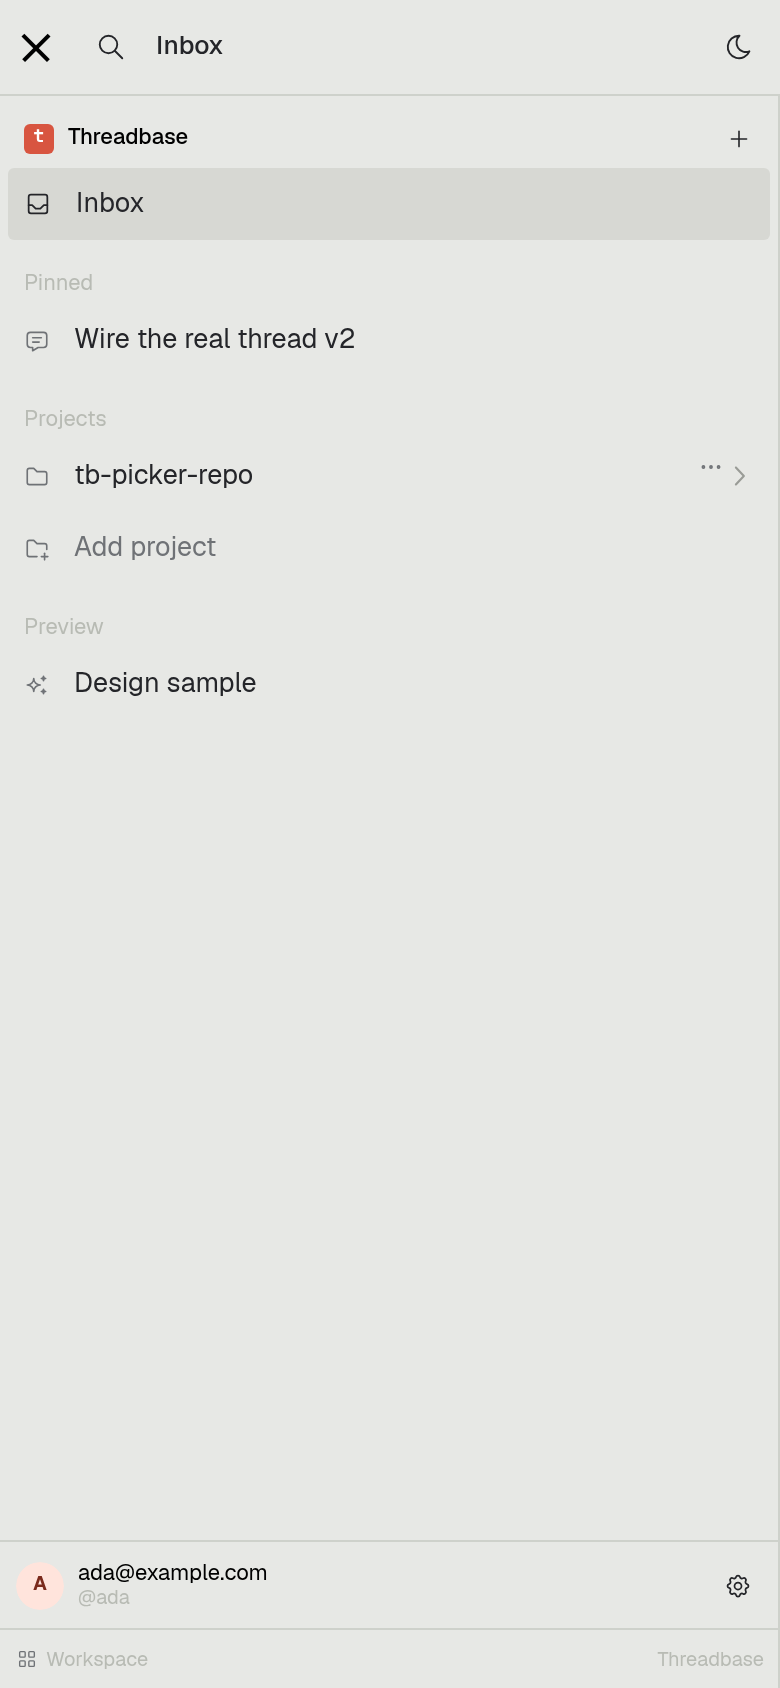 Inbox
t Threadbase
Inbox
Pinned
Wire the real thread v2
Projects
tb-picker-repo
Add project
Preview
Design sample
A ada@example.com
@ada
Workspace Threadbase